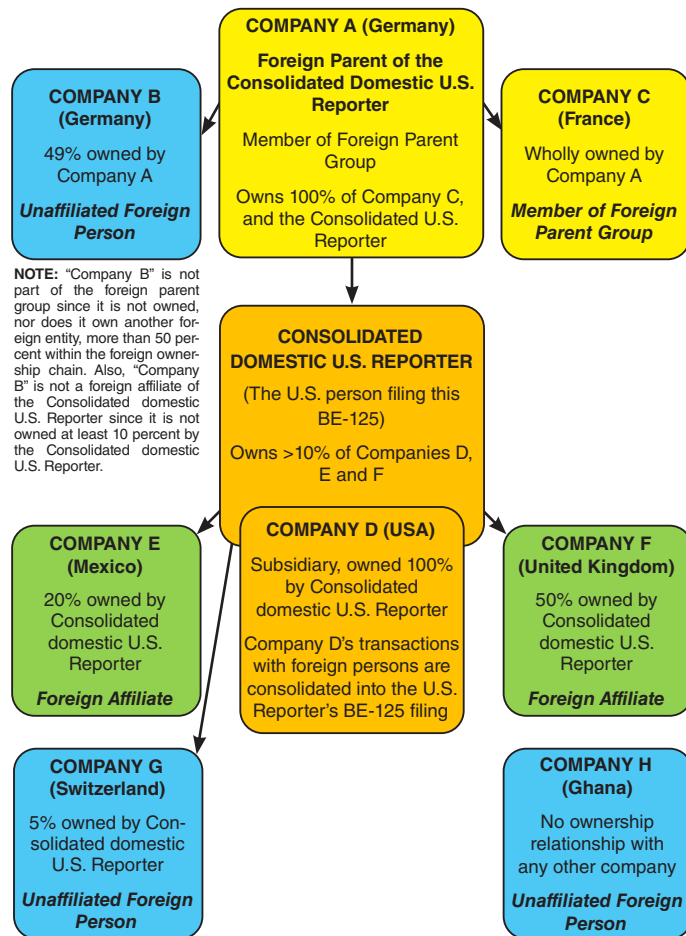 COMPANY A (Germany)
Foreign Parent of the
Consolidated Domestic U.S.
Reporter
Member of Foreign Parent
Group
Owns 100% of Company C,
and the Consolidated U.S.
Reporter
COMPANY B
(Germany)
49% owned by
Company A
Unaffiliated Foreign
Person
COMPANY C
(France)
Wholly owned by
Company A
Member of Foreign
Parent Group
NOTE: “Company B” is not
part of the foreign parent
group since it is not owned,
nor does it own another for-
eign entity, more than 50 per-
cent within the foreign owner-
ship chain. Also, “Company
B” is not a foreign affiliate of
the Consolidated domestic
U.S. Reporter since it is not
owned at least 10 percent by
the Consolidated domestic
U.S. Reporter.
CONSOLIDATED
DOMESTIC U.S. REPORTER
(The U.S. person filing this
BE-125)
Owns >10% of Companies D,
E and F
COMPANY D (USA)
Subsidiary, owned 100%
by Consolidated
domestic U.S. Reporter
Company D’s transactions
with foreign persons are
consolidated into the U.S.
Reporter’s BE-125 filing
COMPANY E
(Mexico)
20% owned by
Consolidated
domestic U.S.
Reporter
Foreign Affiliate
COMPANY F
(United Kingdom)
50% owned by
Consolidated
domestic U.S.
Reporter
Foreign Affiliate
COMPANY G
(Switzerland)
5% owned by Con-
solidated domestic
U.S. Reporter
Unaffiliated Foreign
Person
COMPANY H
(Ghana)
No ownership
relationship with
any other company
Unaffiliated Foreign
Person